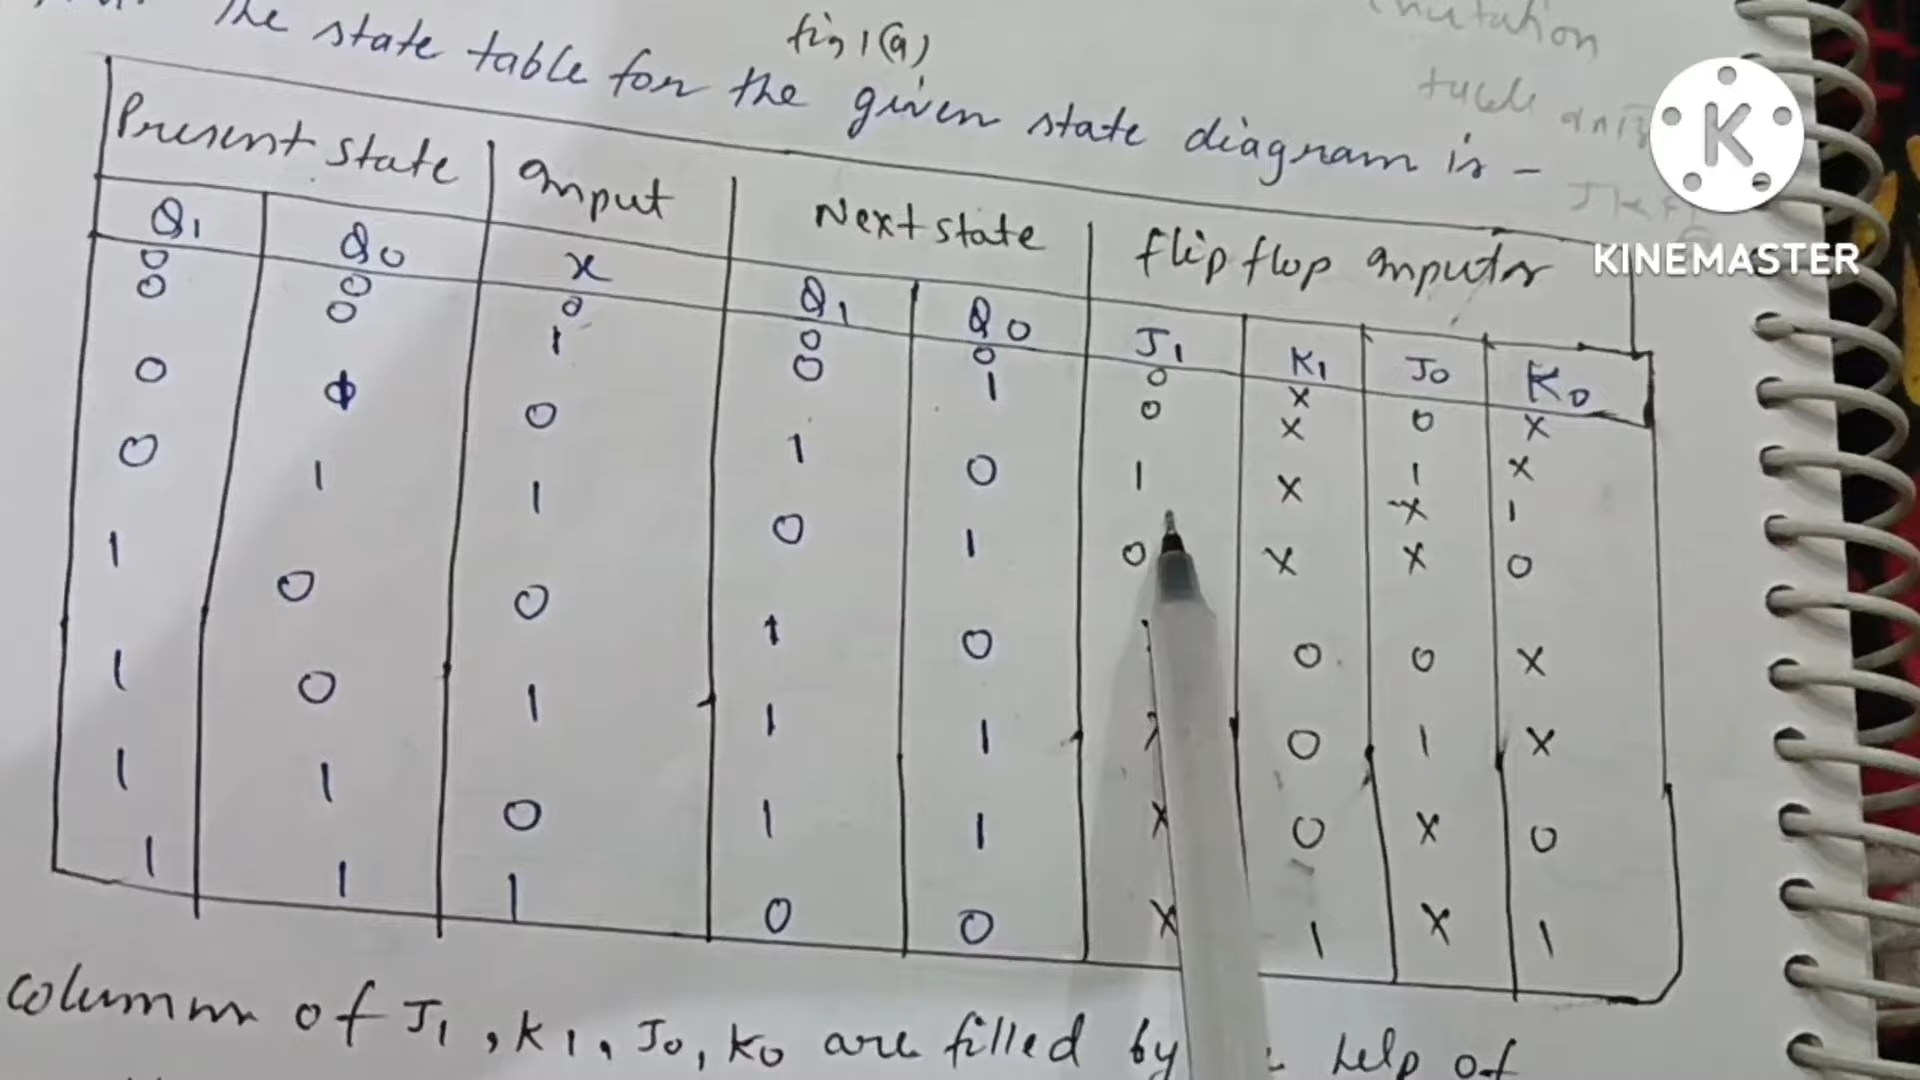 fig 1(a)
The state table for the given state diagram is -
Present state Input Next state flip flop Inputs
Q1 Q0 x Q1 Q0 J1 K1 J0 K0
0 0 0 0 0 0 x 0 x
0 0 1 0 1 0 x 1 x
0 1 0 1 0 1 x x 1
0 1 1 0 1 0 x x 0
1 0 0 1 0 0 0 x
1 0 1 1 1 x 0 1 x
1 1 0 1 1 x 0 x 0
1 1 1 0 0 x 1 x 1
column of J1, K1, J0, K0 are filled by help of
table
K
KINEMASTER